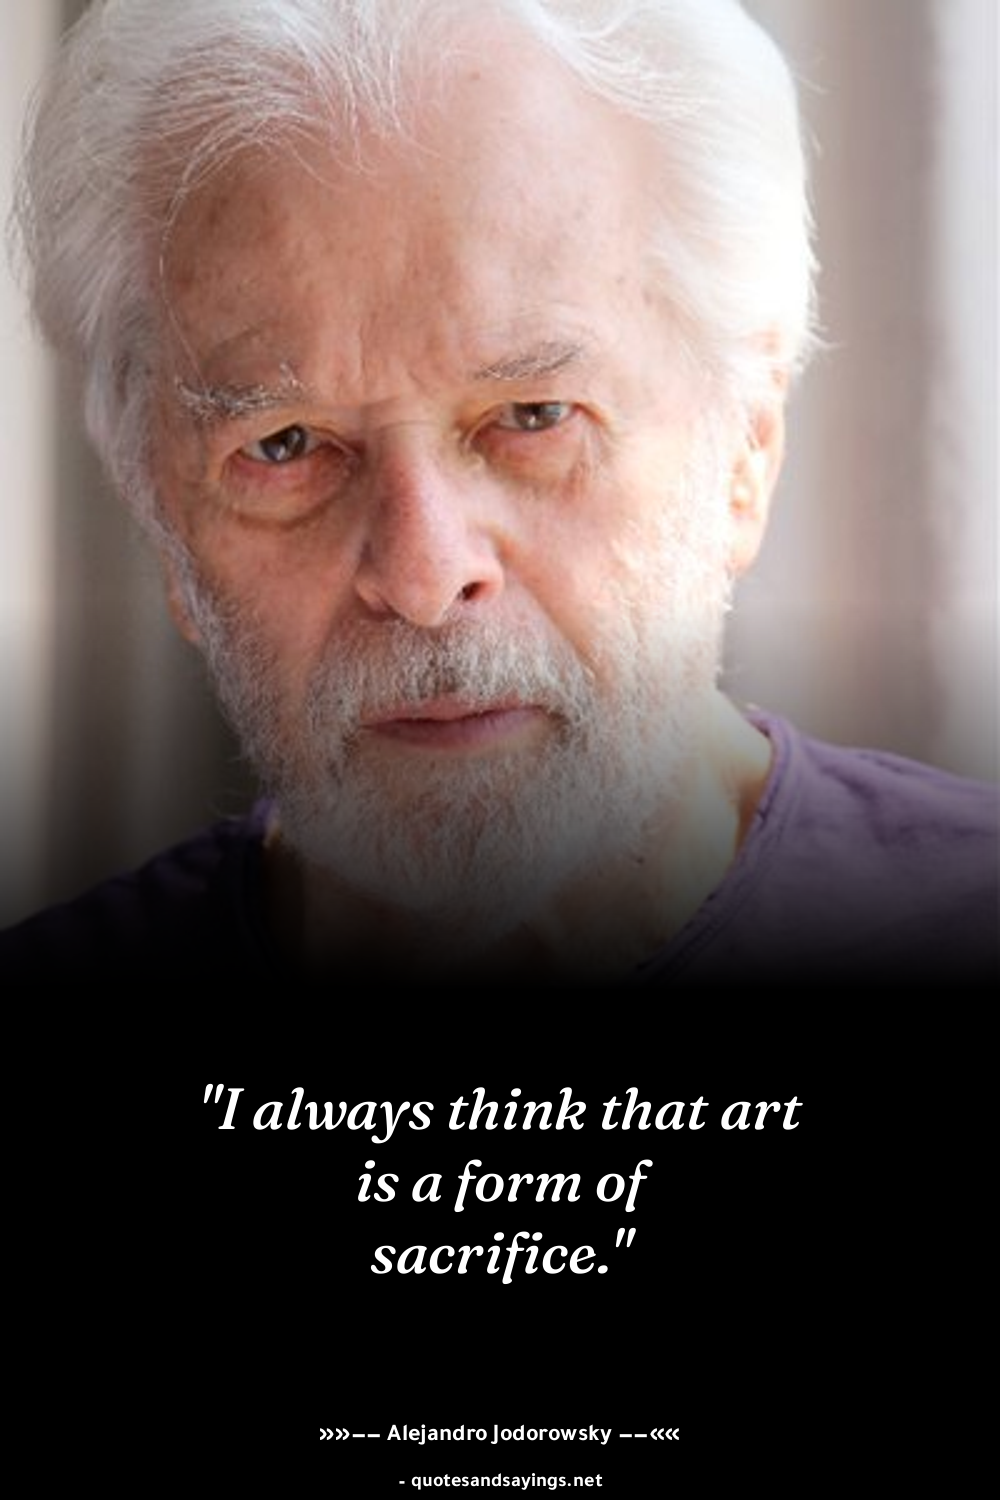 "I always think that art
is a form of
sacrifice."
»»–– Alejandro Jodorowsky ––««
- quotesandsayings.net